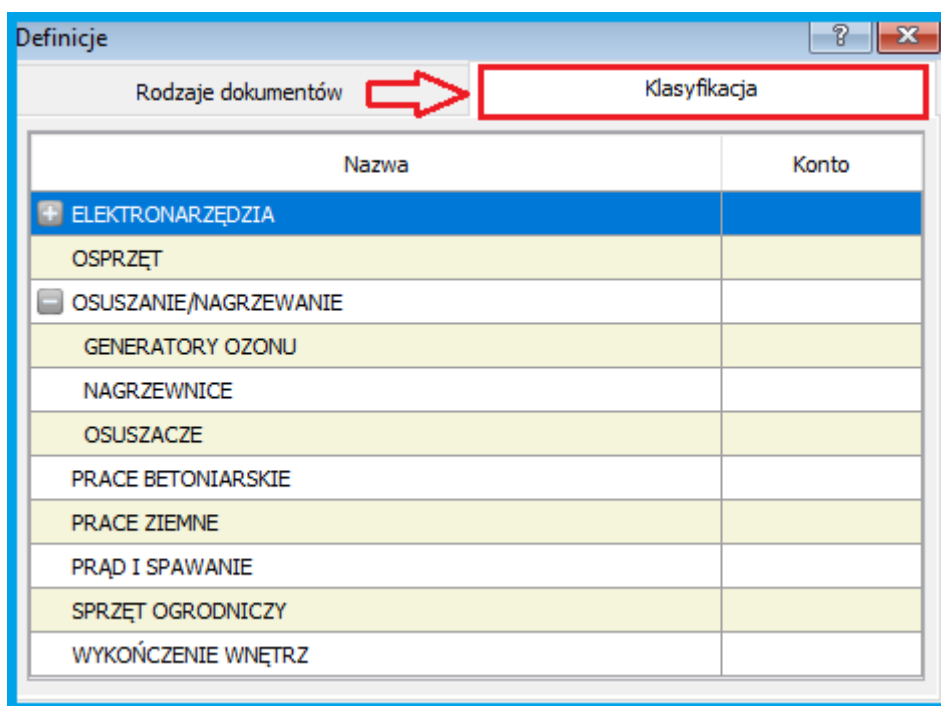 Definicje
Rodzaje dokumentów Klasyfikacja
Nazwa Konto
ELEKTRONARZĘDZIA
OSPRZĘT
OSUSZANIE/NAGRZEWANIE
GENERATORY OZONU
NAGRZEWNICE
OSUSZACZE
PRACE BETONIARSKIE
PRACE ZIEMNE
PRĄD I SPAWANIE
SPRZĘT OGRODNICZY
WYKOŃCZENIE WNĘTRZ